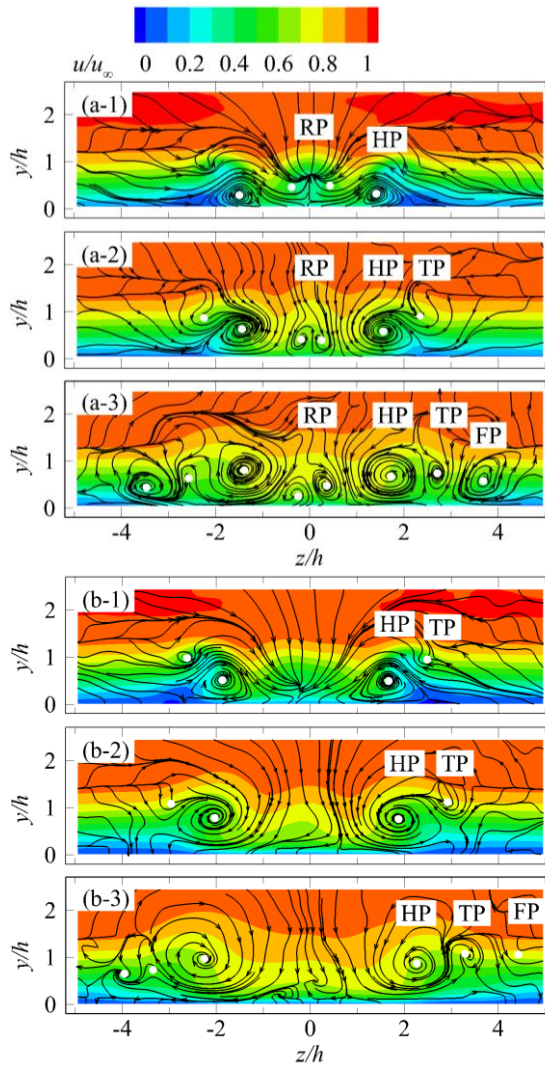 u/u∞ 0 0.2 0.4 0.6 0.8 1
(a-1)
RP HP
y/h
2
1
0
(a-2)
RP HP TP
y/h
2
1
0
(a-3)
RP HP TP FP
y/h
2
1
0
-4 -2 0 2 4
z/h
(b-1)
HP TP
y/h
2
1
0
(b-2)
HP TP
y/h
2
1
0
(b-3)
HP TP FP
y/h
2
1
0
-4 -2 0 2 4
z/h